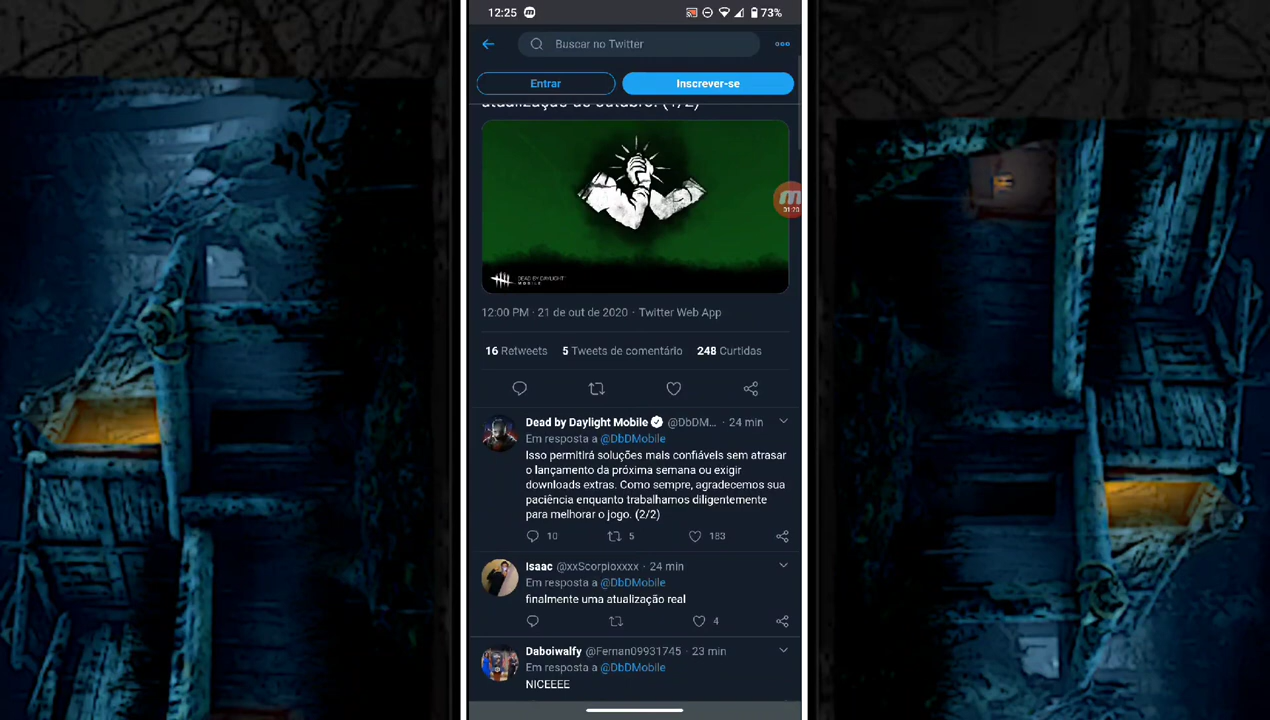 12:25
73%
Buscar no Twitter
Entrar
Inscrever-se
atualização de outubro. (1/2)
DEAD BY DAYLIGHT
MOBILE
01:20
12:00 PM · 21 de out de 2020 · Twitter Web App
16 Retweets 5 Tweets de comentário 248 Curtidas
Dead by Daylight Mobile @DbDM... · 24 min
Em resposta a @DbDMobile
Isso permitirá soluções mais confiáveis sem atrasar
o lançamento da próxima semana ou exigir
downloads extras. Como sempre, agradecemos sua
paciência enquanto trabalhamos diligentemente
para melhorar o jogo. (2/2)
10 5 183
Isaac @xxScorpioxxxx · 24 min
Em resposta a @DbDMobile
finalmente uma atualização real
4
Daboiwalfy @Fernan09931745 · 23 min
Em resposta a @DbDMobile
NICEEEE